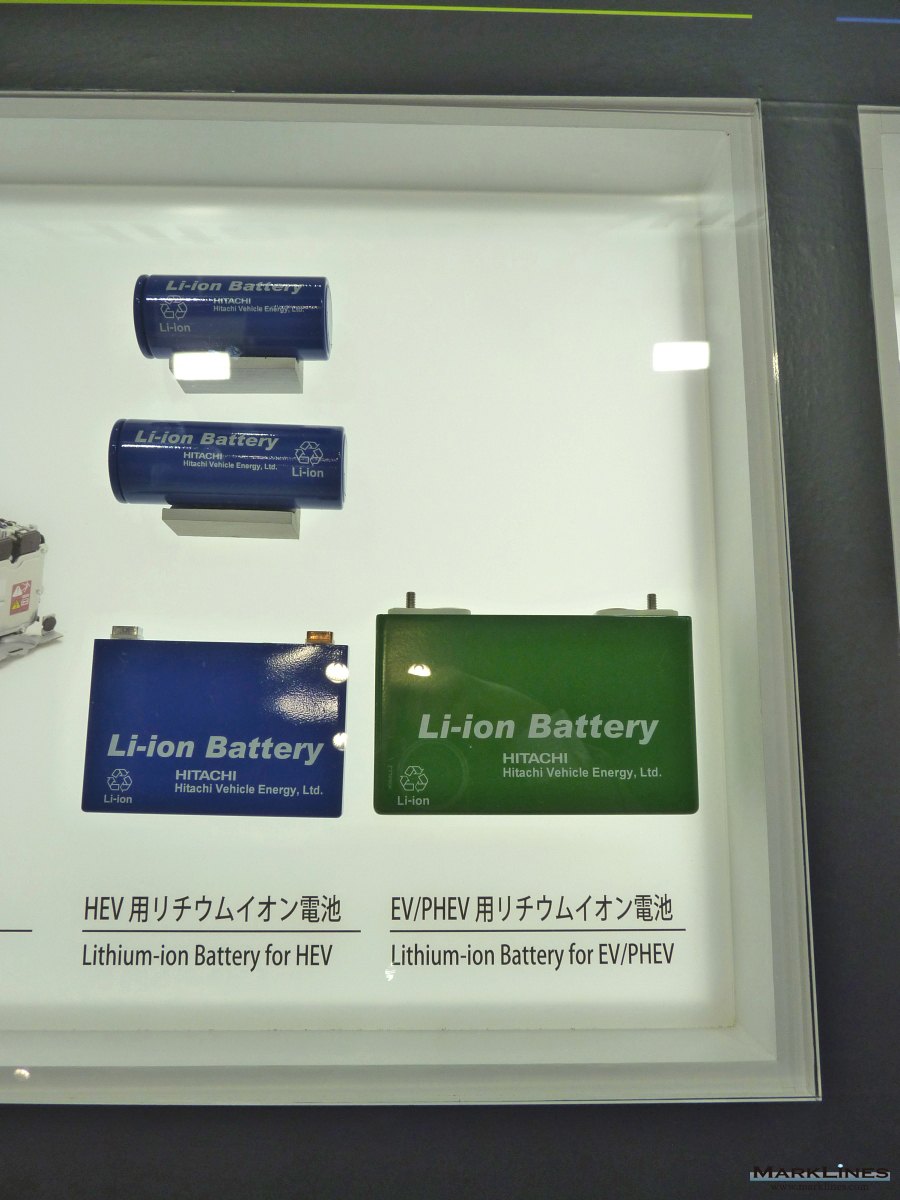 Li-ion Battery
HITACHI
Hitachi Vehicle Energy, Ltd.
Li-ion
Li-ion Battery
HITACHI
Hitachi Vehicle Energy, Ltd.
Li-ion
Li-ion Battery
HITACHI
Hitachi Vehicle Energy, Ltd.
Li-ion
Li-ion Battery
HITACHI
Hitachi Vehicle Energy, Ltd.
Li-ion
HEV 用リチウムイオン電池
Lithium-ion Battery for HEV
EV/PHEV 用リチウムイオン電池
Lithium-ion Battery for EV/PHEV
MARKLINES
www.marklines.com